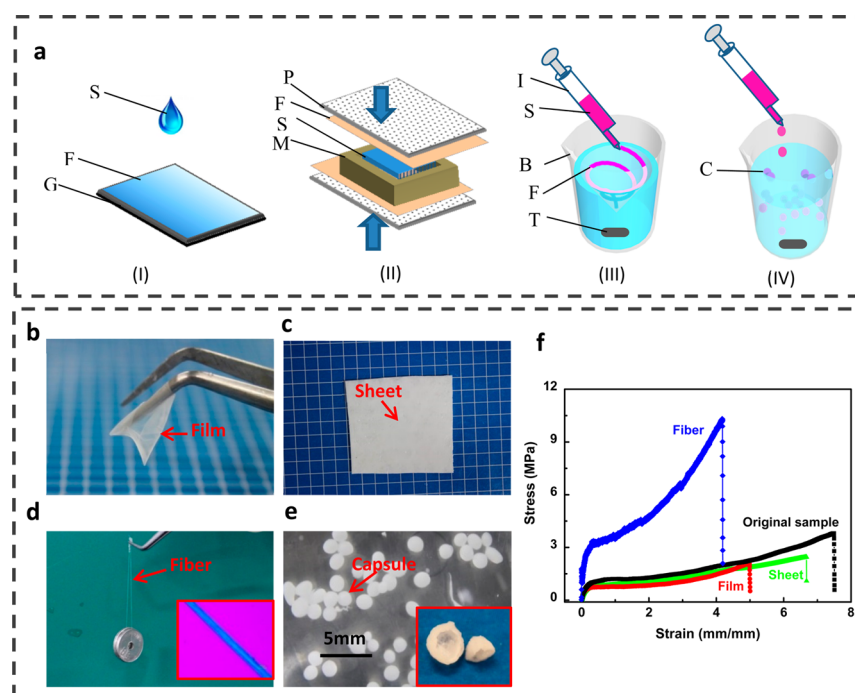 a
S
F
G
(I)
P
F
S
M
(II)
I
S
B
F
T
(III)
C
(IV)
b
Film
c
Sheet
d
Fiber
e
Capsule
5mm
f
Stress (MPa)
12
9
6
3
0
Fiber
Original sample
Sheet
Film
0 2 4 6 8
Strain (mm/mm)